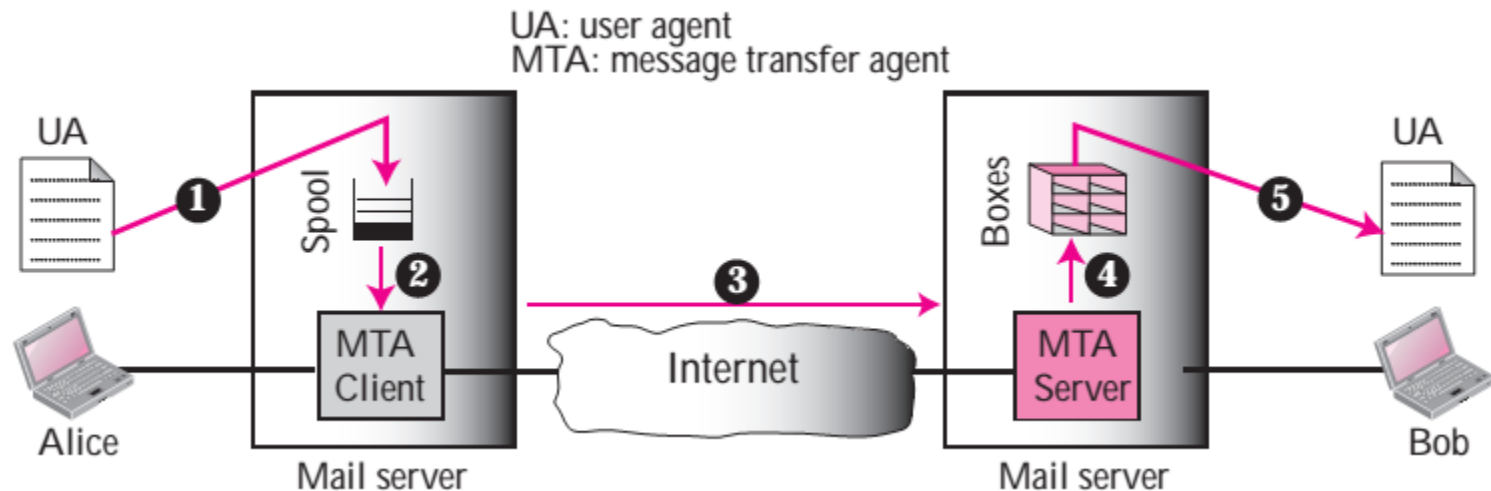 UA: user agent
MTA: message transfer agent
UA
UA
1
Spool
2
3
Boxes
4
5
MTA
Client
Internet
MTA
Server
Alice
Bob
Mail server
Mail server